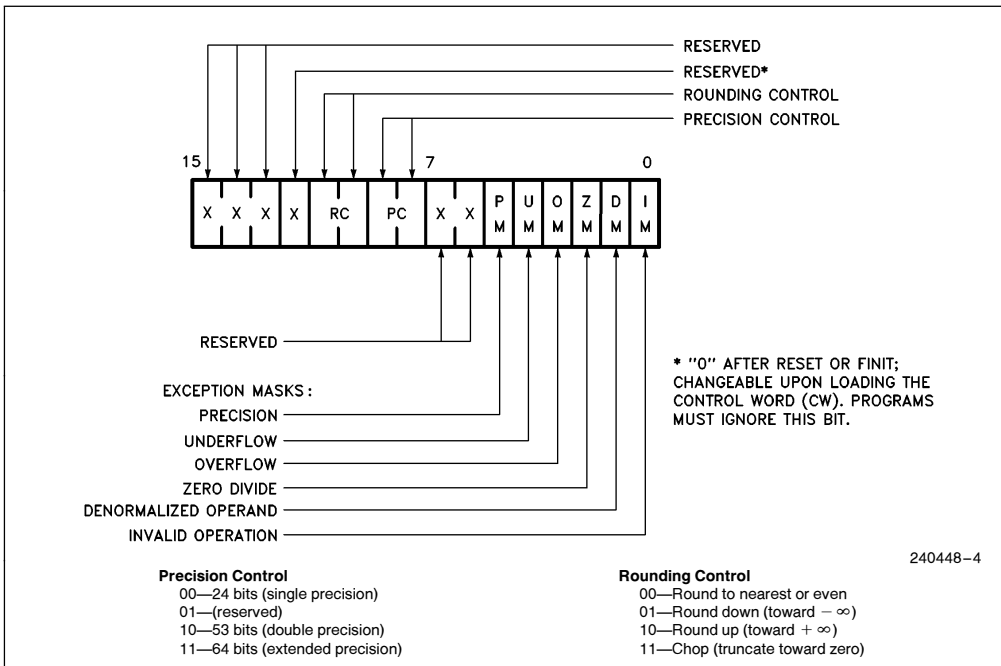 RESERVED
RESERVED*
ROUNDING CONTROL
PRECISION CONTROL
15 7 0
X X X X RC PC X X P M U M O M Z M D M I M
RESERVED
EXCEPTION MASKS:
PRECISION
UNDERFLOW
OVERFLOW
ZERO DIVIDE
DENORMALIZED OPERAND
INVALID OPERATION
* "0" AFTER RESET OR FINIT;
CHANGEABLE UPON LOADING THE
CONTROL WORD (CW). PROGRAMS
MUST IGNORE THIS BIT.
240448–4
Precision Control
00—24 bits (single precision)
01—(reserved)
10—53 bits (double precision)
11—64 bits (extended precision)
Rounding Control
00—Round to nearest or even
01—Round down (toward − ∞)
10—Round up (toward + ∞)
11—Chop (truncate toward zero)